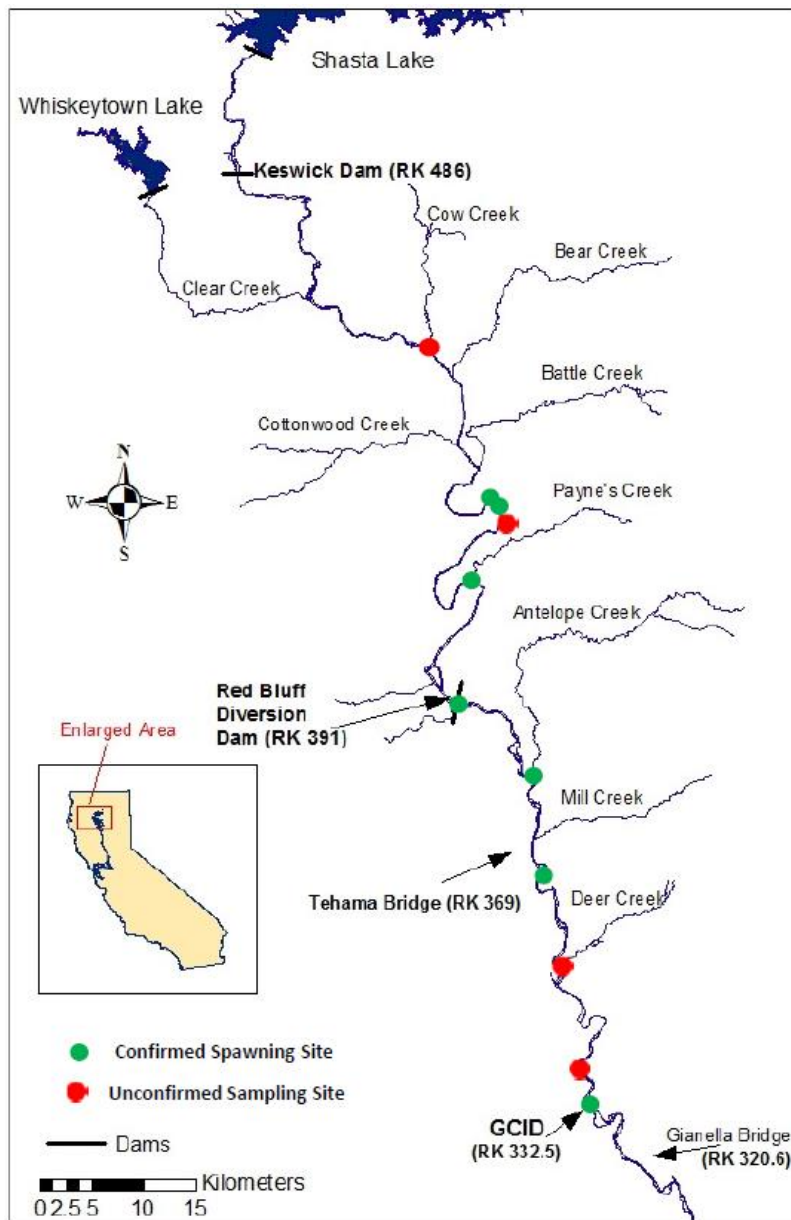 Shasta Lake
Whiskeytown Lake
Keswick Dam (RK 486)
Cow Creek
Bear Creek
Clear Creek
Battle Creek
Cottonwood Creek
N
W E
S
Payne's Creek
Antelope Creek
Red Bluff
Diversion
Dam (RK 391)
Enlarged Area
Mill Creek
Tehama Bridge (RK 369)
Deer Creek
Confirmed Spawning Site
Unconfirmed Sampling Site
Dams
GCID
(RK 332.5)
Gianella Bridge
(RK 320.6)
Kilometers
0 2.5 5 10 15